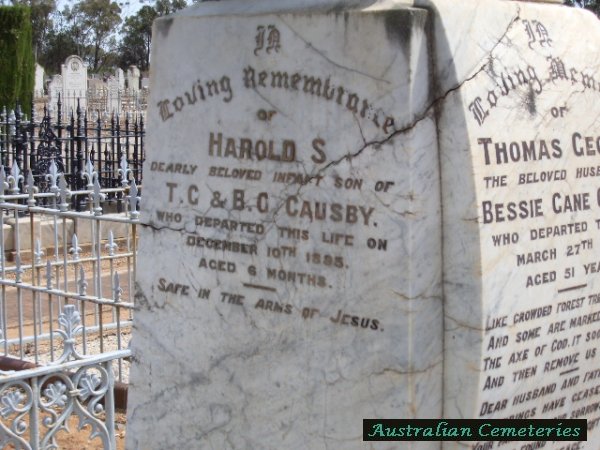 IN
LOVING REMEMBRANCE
OF
HAROLD S
DEARLY BELOVED INFANT SON OF
T.C & B.C CAUSBY.
WHO DEPARTED THIS LIFE ON
DECEMBER 10TH 1895.
AGED 6 MONTHS.
SAFE IN THE ARMS OF JESUS.
IN
LOVING
OF
THOMAS
THE BELOVED
BESSIE CANE
WHO DEPARTED
MARCH 27TH
AGED 51
LIKE CROWDED FOREST
AND SOME ARE MARKED
THE AXE OF GOD, IT
AND THEN REMOVE US
DEAR HUSBAND AND
HAVE
Australian Cemeteries